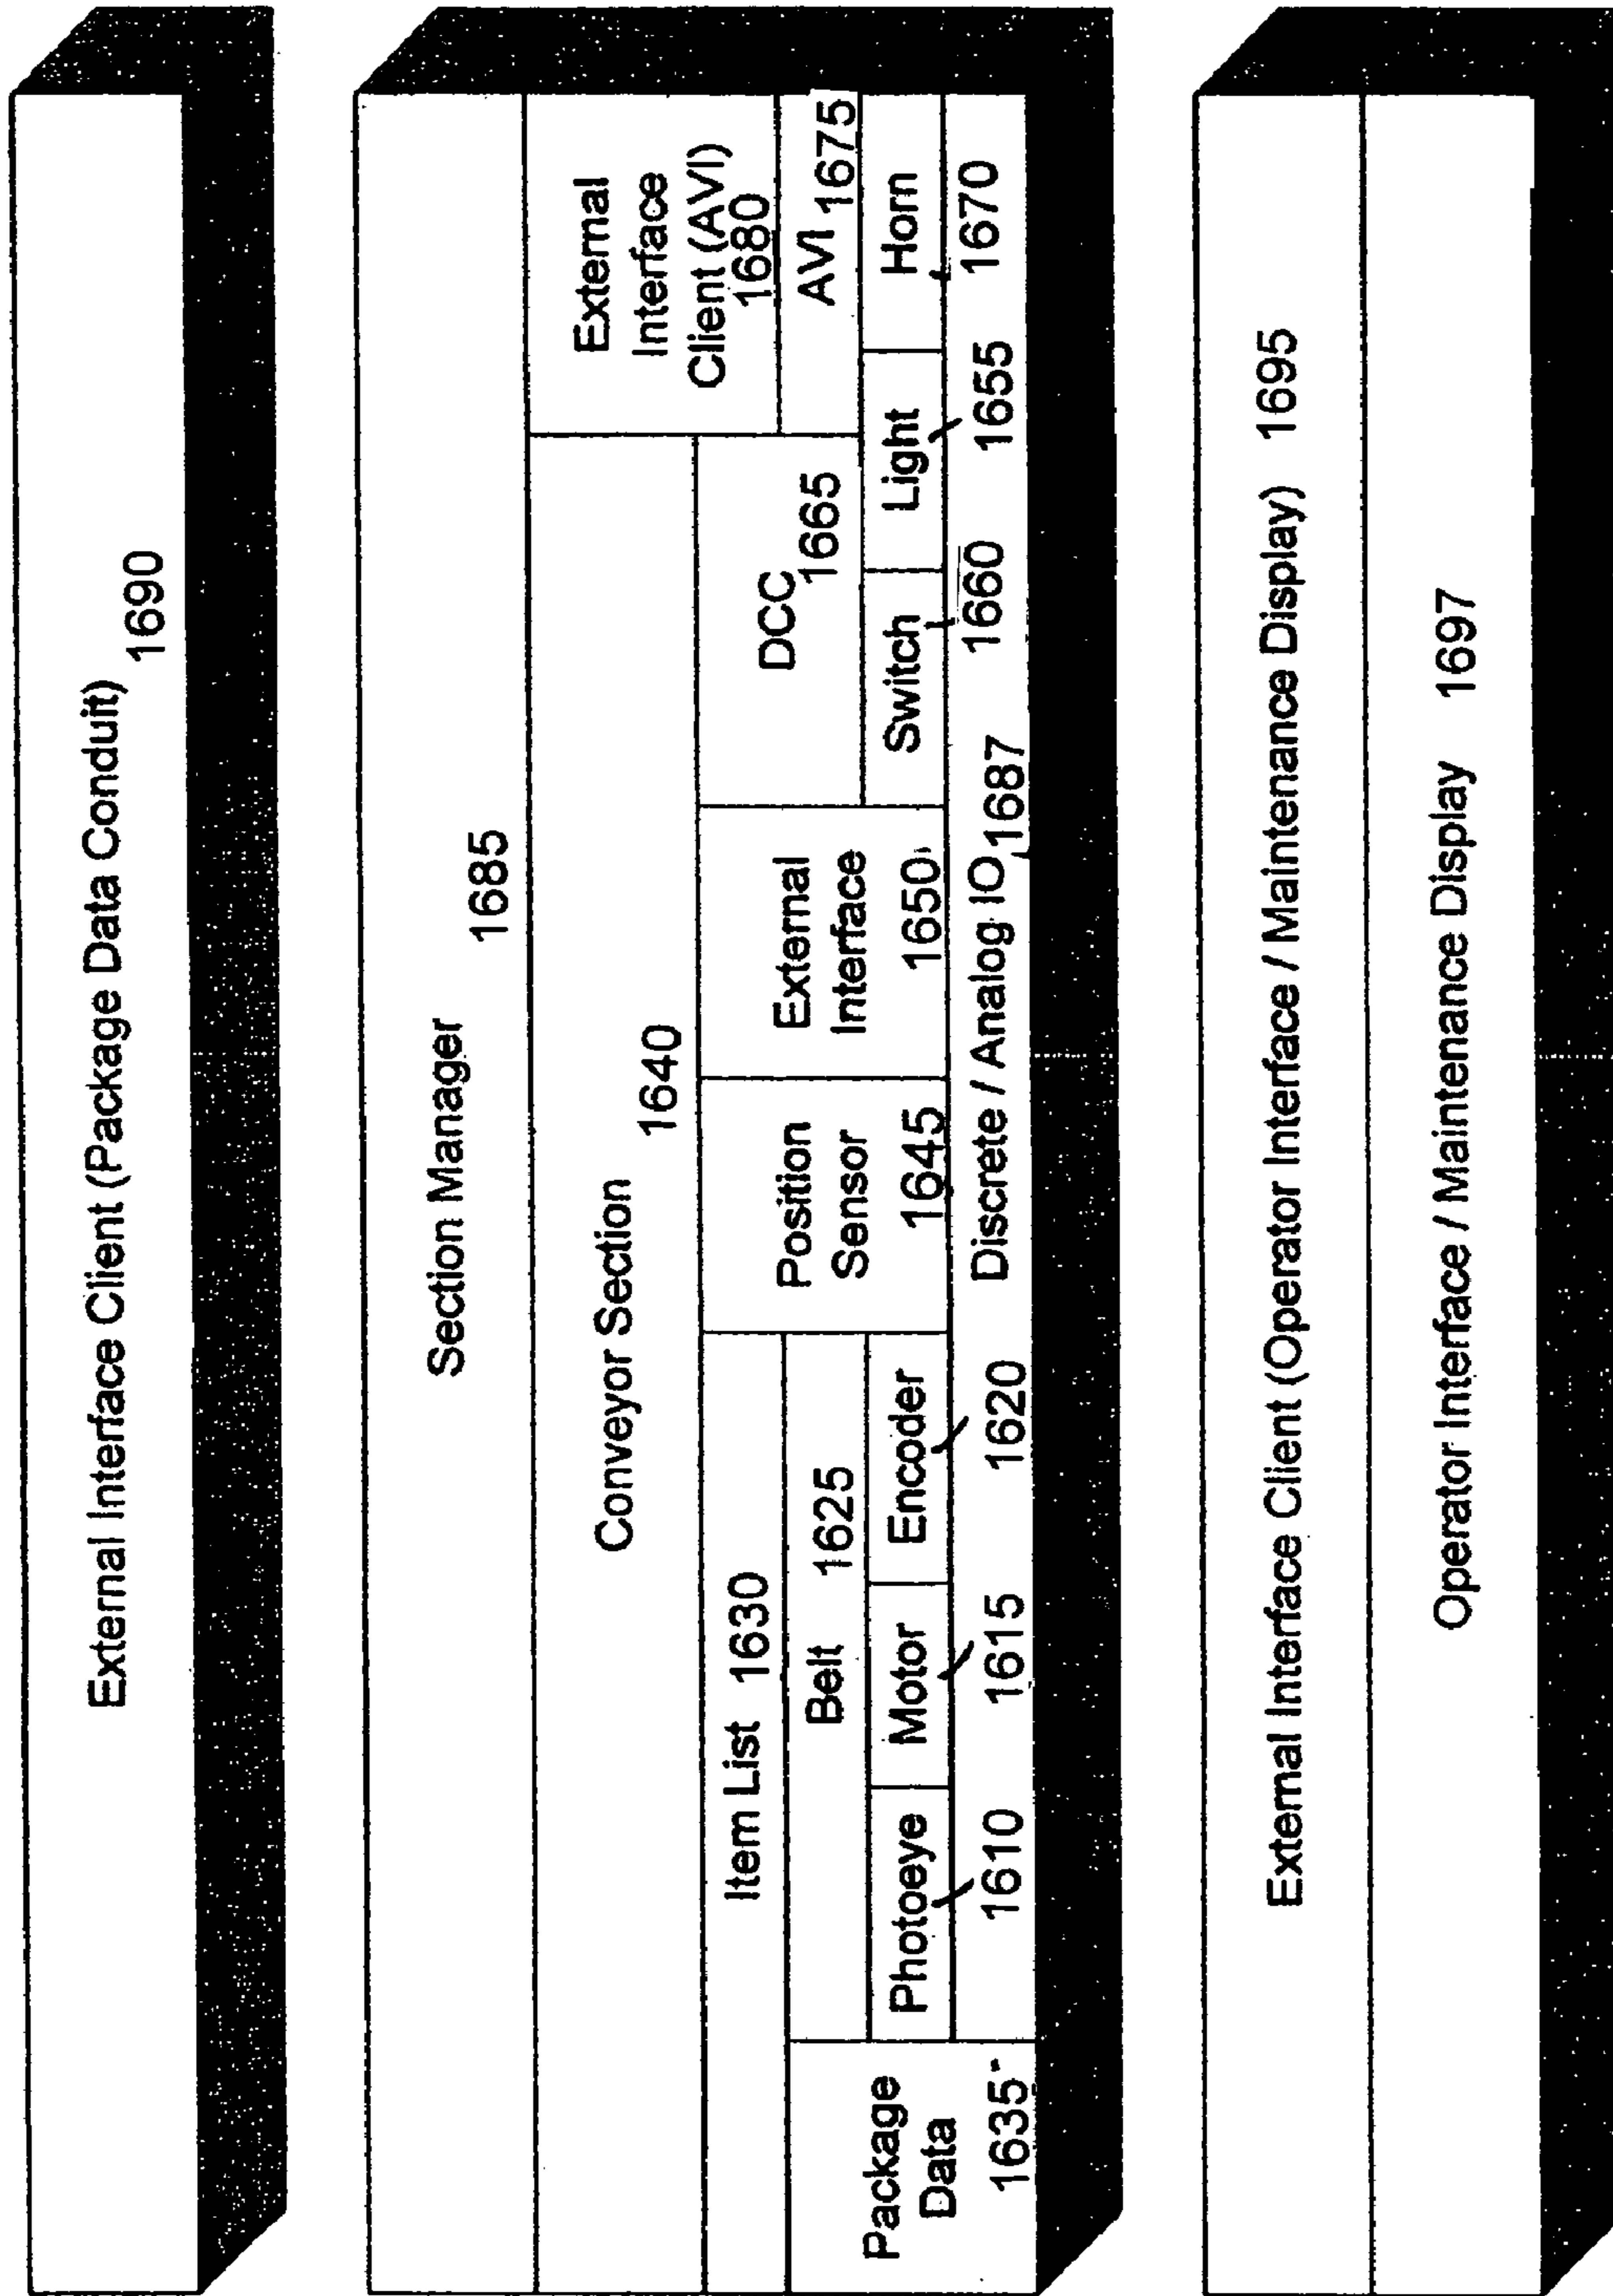 External Interface Client (Package Data Conduit)
1690
Section Manager
1685
Conveyor Section
1640
External
Interface
Client (AVI)
1680
Item List 1630
Position
Sensor
1645
External
Interface
1650
DCC
1665
AVI 1675
Package
Data
1635
Belt 1625
Photoeye
Motor
Encoder
Switch
Light
Horn
1610
1615
1620
Discrete / Analog IO 1687
1660
1655
1670
External Interface Client (Operator Interface / Maintenance Display) 1695
Operator Interface / Maintenance Display 1697